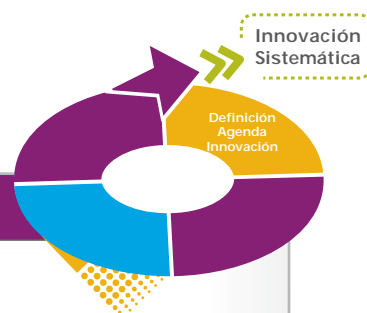 Innovación
Sistemática
Definición
Agenda
Innovación